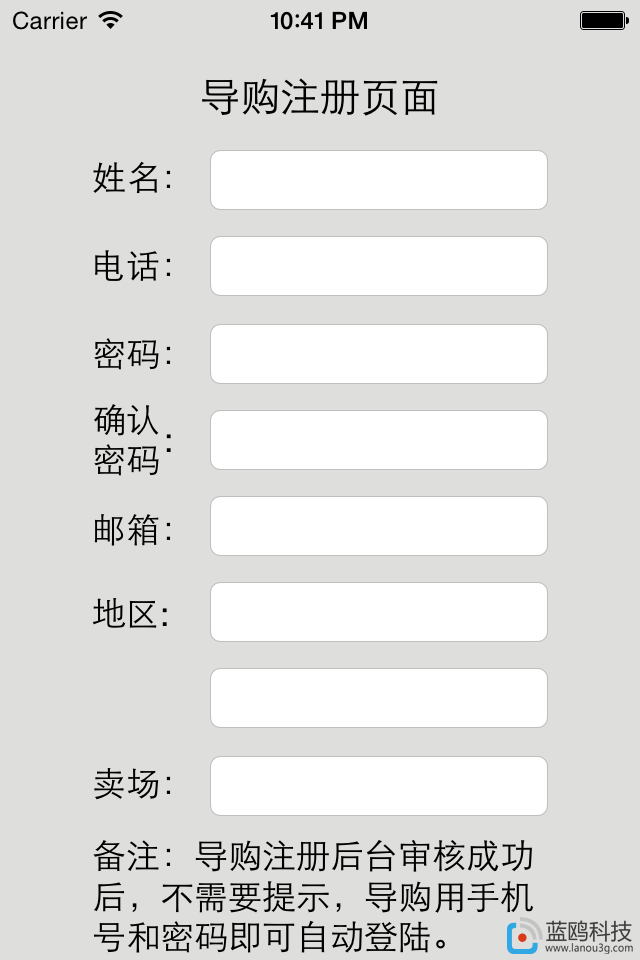 Carrier 10:41 PM
导购注册页面
姓名：
电话：
密码：
确认
密码：
邮箱：
地区：
卖场：
备注：导购注册后台审核成功
后，不需要提示，导购用手机
号和密码即可自动登陆。
蓝鸥科技
www.lanou3g.com